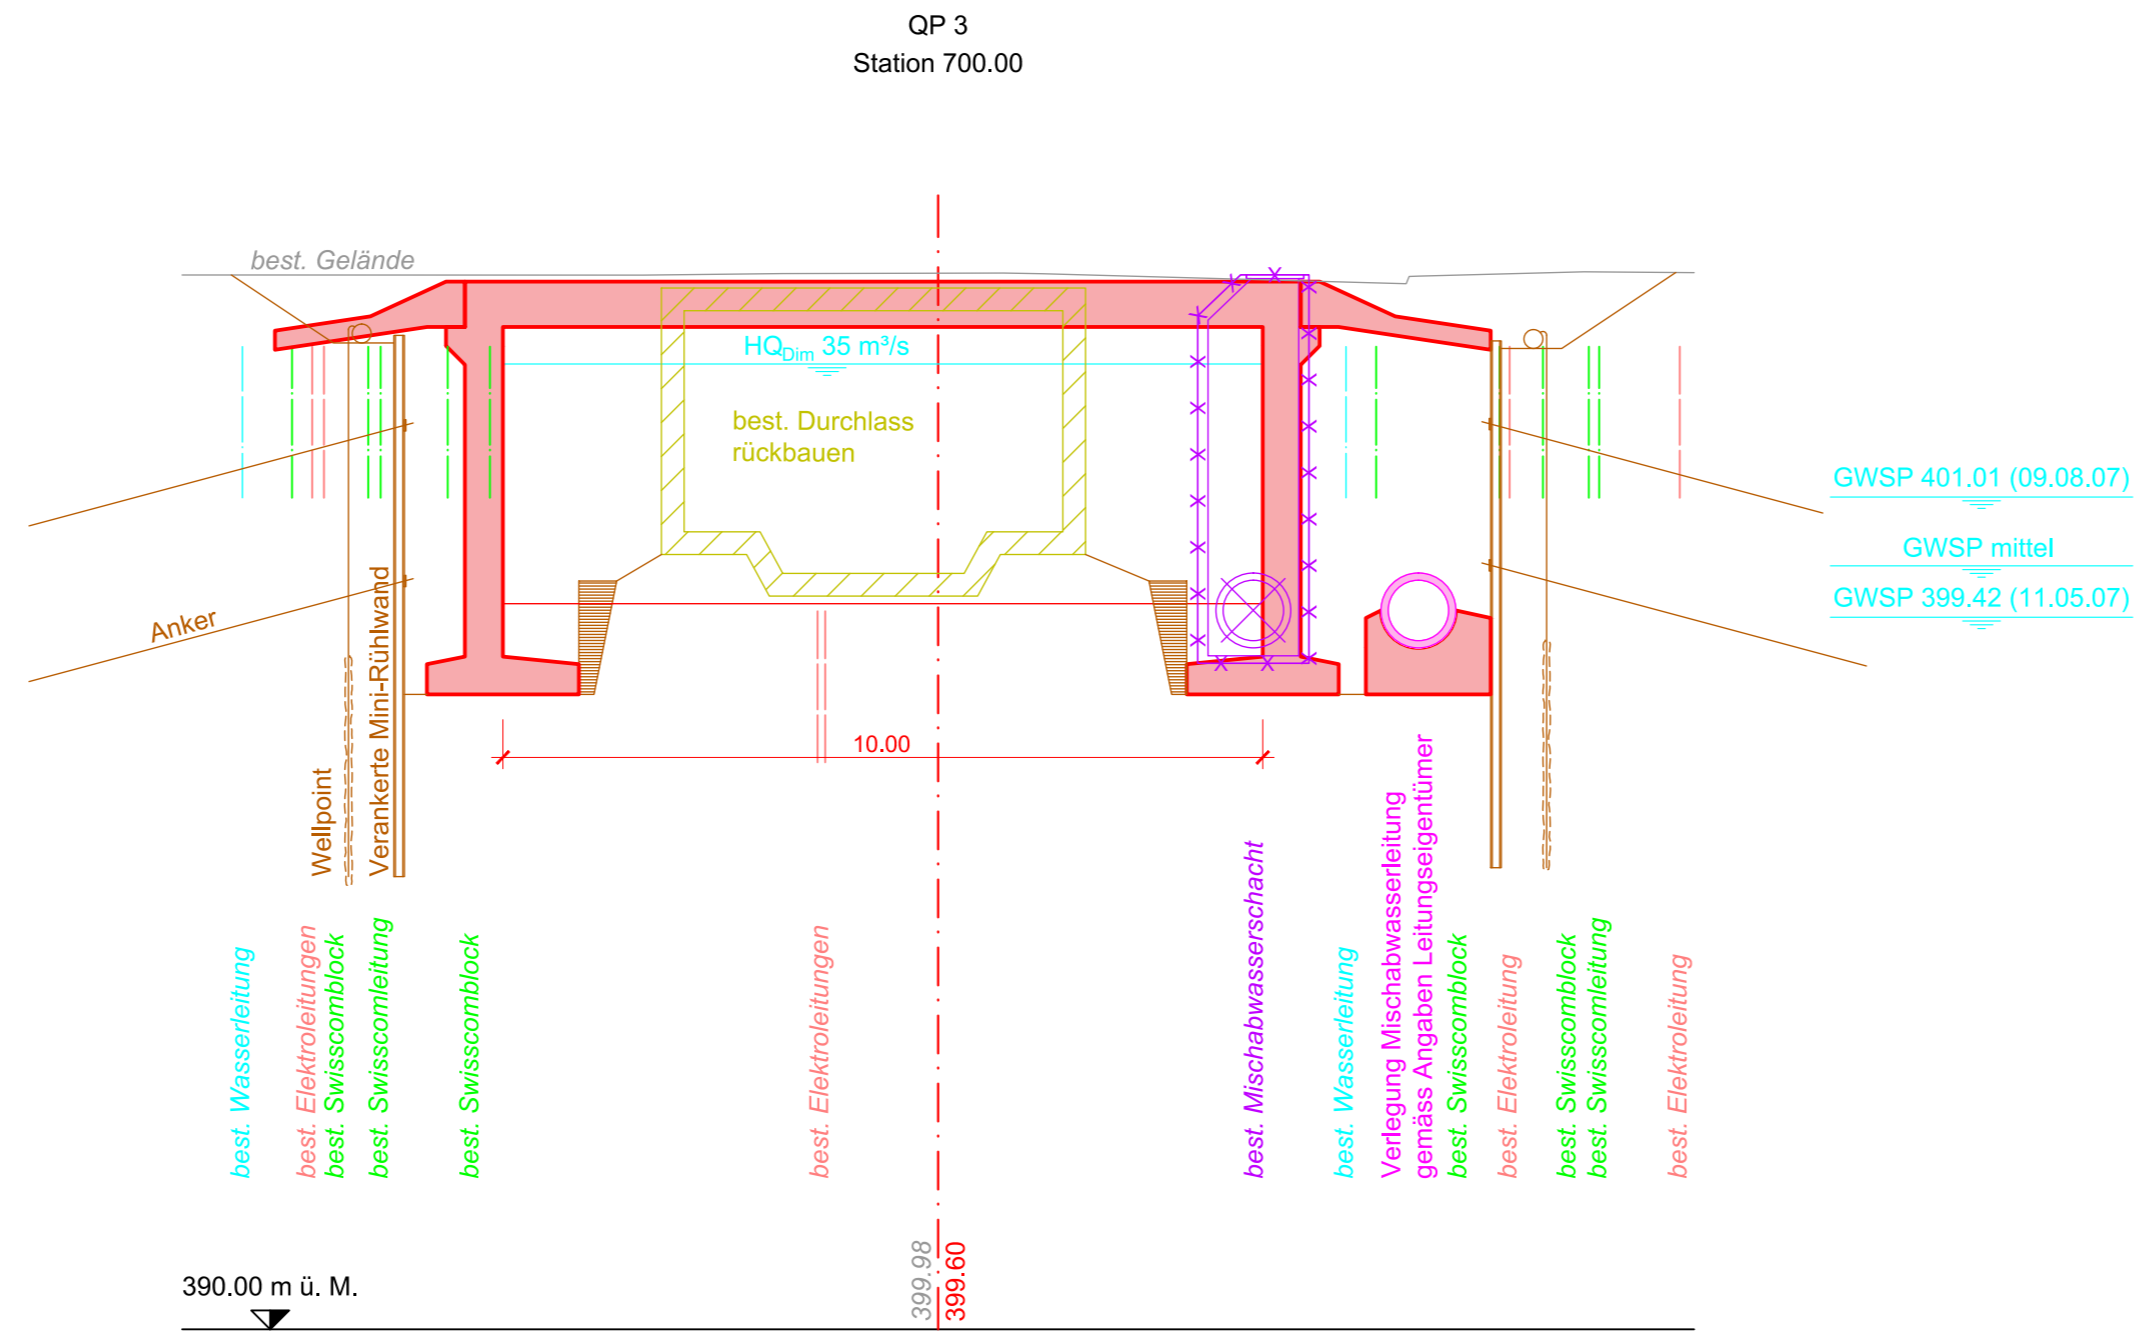 QP 3
Station 700.00
best. Gelände
HQDim 35 m³/s
best. Durchlass
rückbauen
GWSP 401.01 (09.08.07)
GWSP mittel
GWSP 399.42 (11.05.07)
Anker
Wellpoint
Verankerte Mini-Rühlwand
10.00
best. Wasserleitung
best. Elektroleitungen
best. Swisscomblock
best. Swisscomleitung
best. Swisscomblock
best. Elektroleitungen
best. Mischabwasserschacht
best. Wasserleitung
Verlegung Mischabwasserleitung
gemäss Angaben Leitungseigentümer
best. Swisscomblock
best. Elektroleitung
best. Swisscomblock
best. Swisscomleitung
best. Elektroleitung
399.98
399.60
390.00 m ü. M.